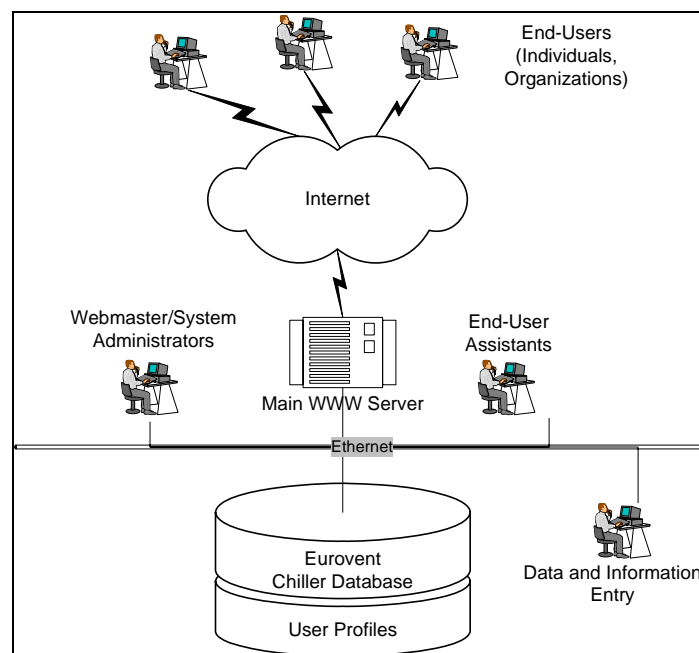 End-Users
(Individuals,
Organizations)
Internet
Webmaster/System
Administrators
End-User
Assistants
Main WWW Server
Ethernet
Eurovent
Chiller Database
Data and Information
Entry
User Profiles